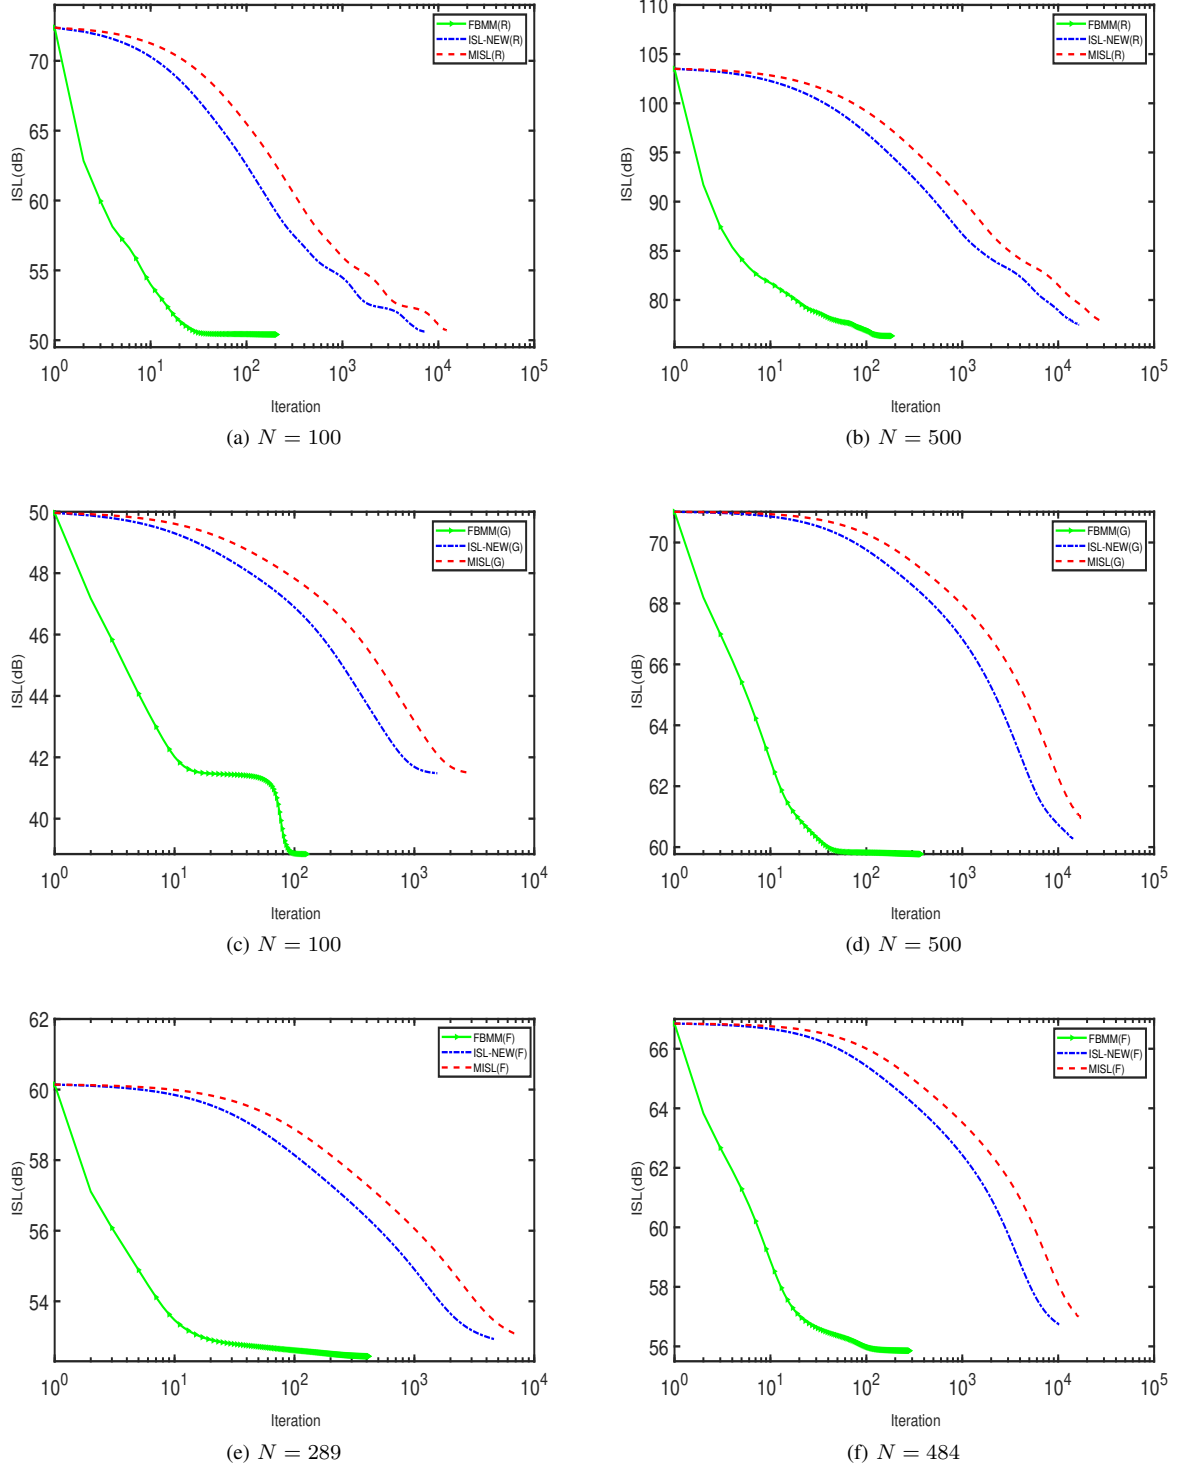 FBMM(R)
ISL-NEW(R)
MISL(R)
70
65
60
55
50
ISL(dB)
10^0 10^1 10^2 10^3 10^4 10^5
Iteration
(a) N = 100
FBMM(R)
ISL-NEW(R)
MISL(R)
110
105
100
95
90
85
80
ISL(dB)
10^0 10^1 10^2 10^3 10^4 10^5
Iteration
(b) N = 500
FBMM(G)
ISL-NEW(G)
MISL(G)
50
48
46
44
42
40
ISL(dB)
10^0 10^1 10^2 10^3 10^4
Iteration
(c) N = 100
FBMM(G)
ISL-NEW(G)
MISL(G)
70
68
66
64
62
60
ISL(dB)
10^0 10^1 10^2 10^3 10^4 10^5
Iteration
(d) N = 500
FBMM(F)
ISL-NEW(F)
MISL(F)
62
60
58
56
54
ISL(dB)
10^0 10^1 10^2 10^3 10^4
Iteration
(e) N = 289
FBMM(F)
ISL-NEW(F)
MISL(F)
66
64
62
60
58
56
ISL(dB)
10^0 10^1 10^2 10^3 10^4 10^5
Iteration
(f) N = 484